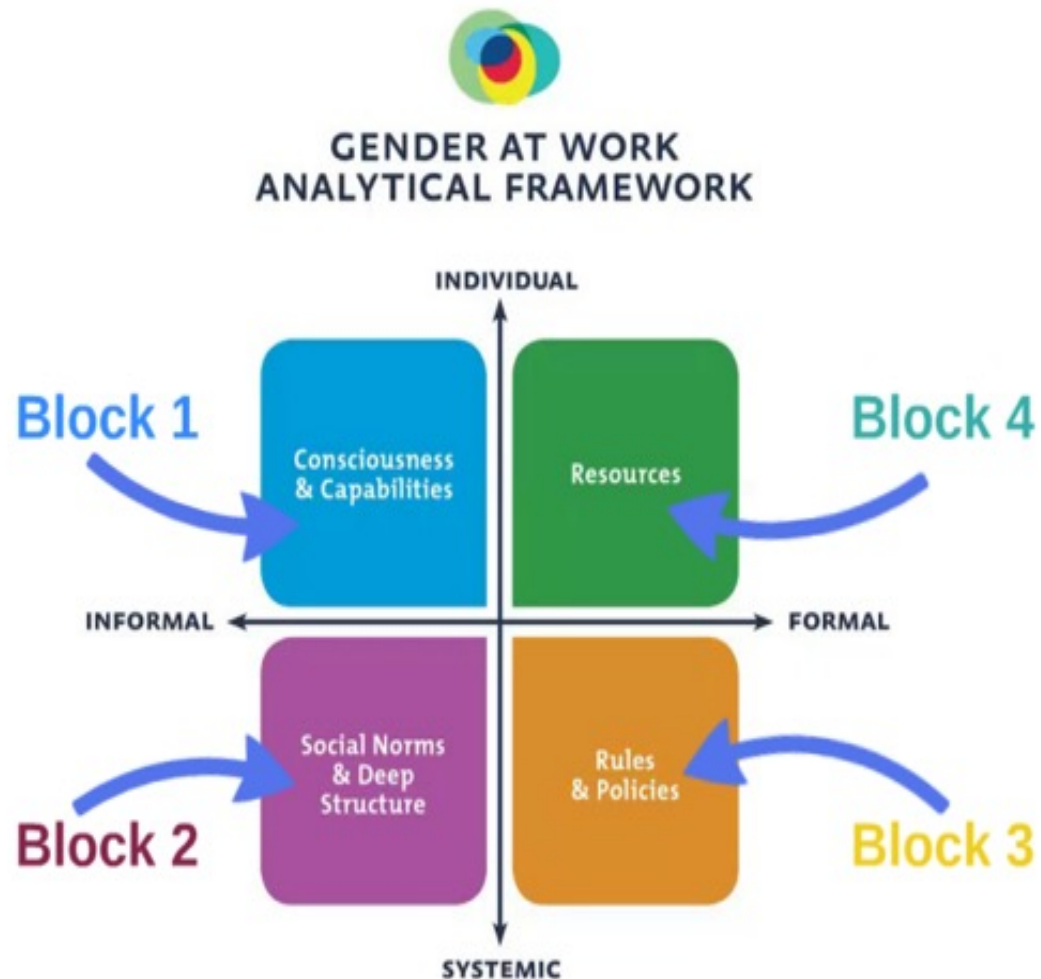 GENDER AT WORK
ANALYTICAL FRAMEWORK
INDIVIDUAL
Block 1
Consciousness
& Capabilities
Resources
Block 4
INFORMAL
FORMAL
Social Norms
& Deep
Structure
Rules
& Policies
Block 2
Block 3
SYSTEMIC